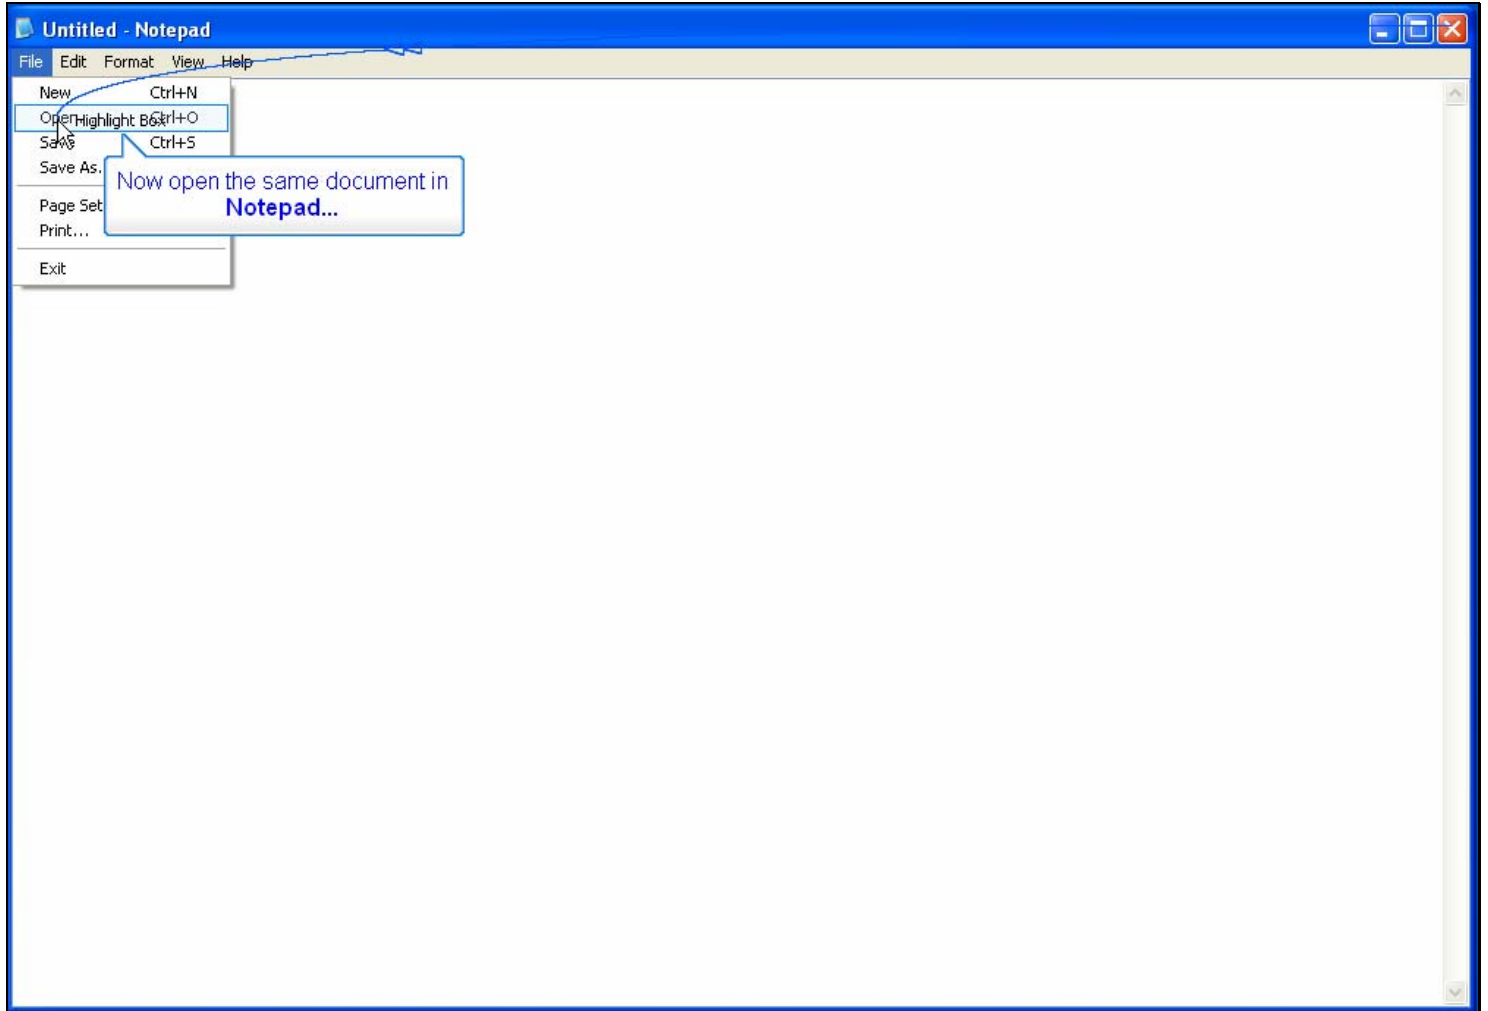 Untitled - Notepad
File Edit Format View Help
New Ctrl+N
Open Highlight Box Ctrl+O
Save Ctrl+S
Save As..
Now open the same document in
Notepad...
Page Set
Print...
Exit